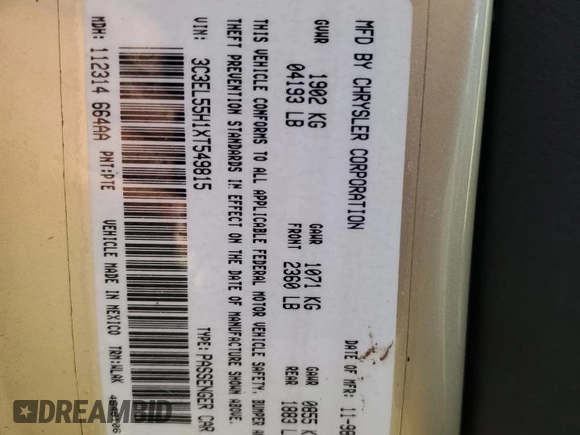 MFD BY CHRYSLER CORPORATION
DATE OF MFR: 11-98
GVWR 1902 KG
04193 LB
GAWR 1071 KG
FRONT 2360 LB
GAWR 0855 K
REAR 1883 L
THIS VEHICLE CONFORMS TO ALL APPLICABLE FEDERAL MOTOR VEHICLE SAFETY, BUMPER A
THEFT PREVENTION STANDARDS IN EFFECT ON THE DATE OF MANUFACTURE SHOWN ABOVE.
VIN: 3C3EL55H1XT549815
TYPE: PASSENGER CAR
MDH: 112314 664AA PNT:PTE VEHICLE MADE IN MEXICO TRM:WLAK
DREAMBID